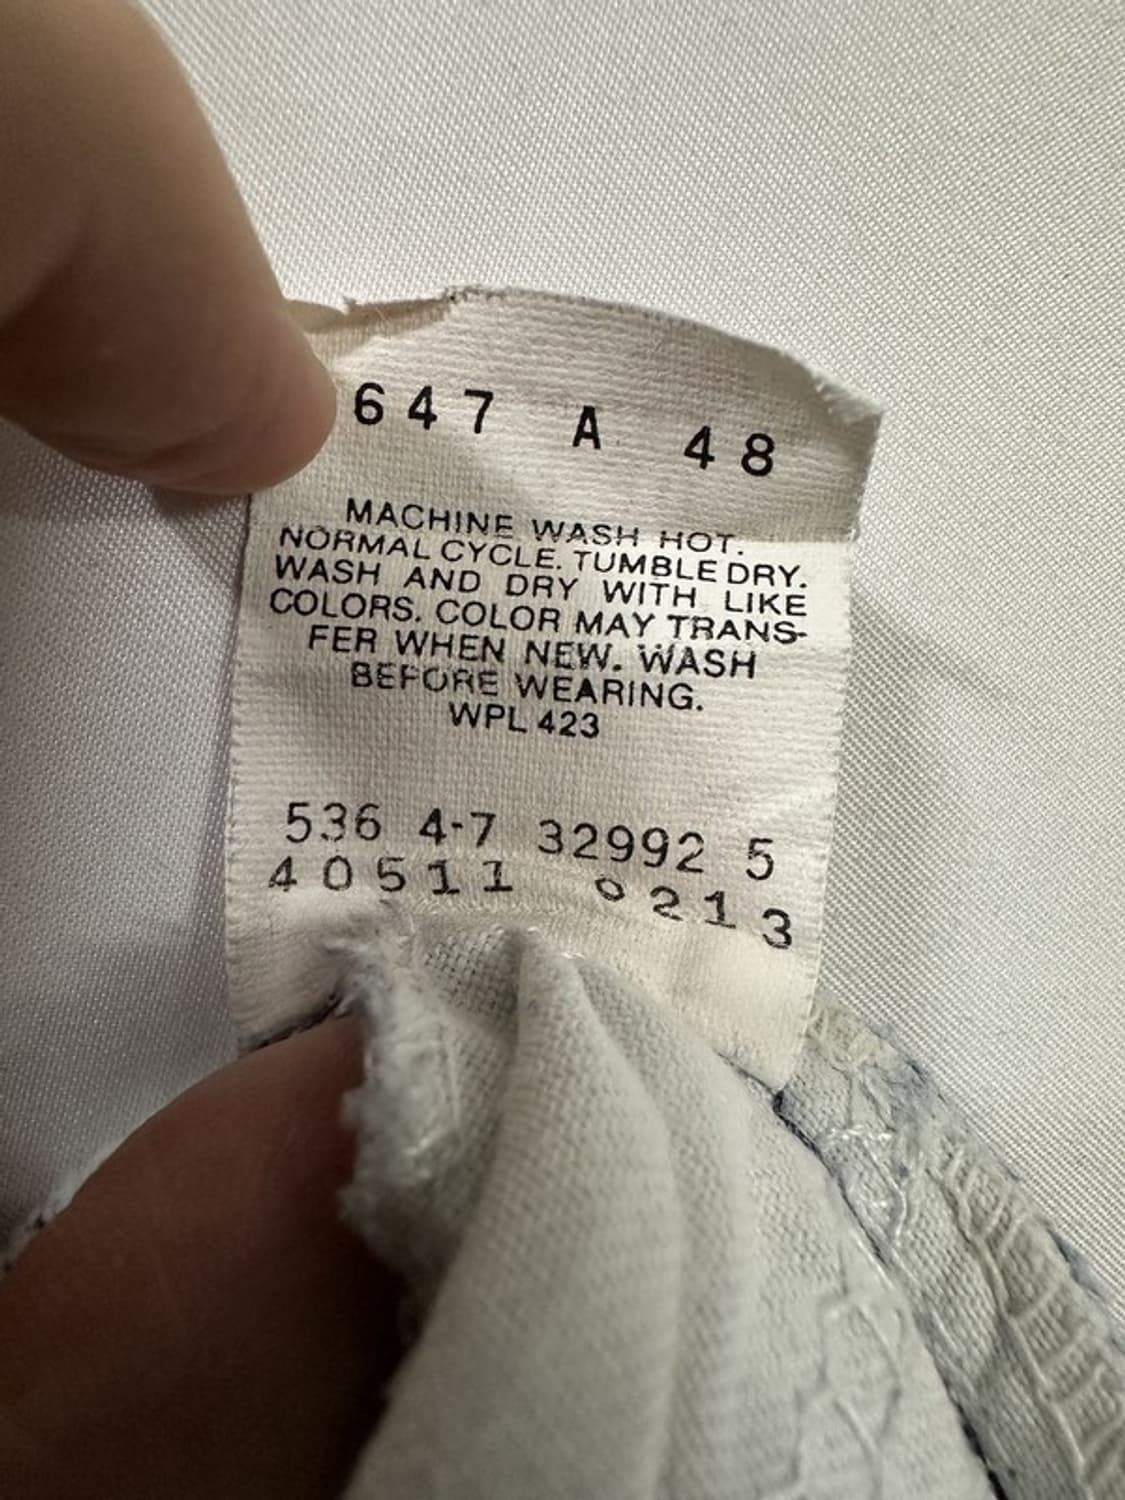 647 A 48
MACHINE WASH HOT.
NORMAL CYCLE. TUMBLE DRY.
WASH AND DRY WITH LIKE
COLORS. COLOR MAY TRANS-
FER WHEN NEW. WASH
BEFORE WEARING.
WPL 423
536 4-7 32992 5
40511 0213